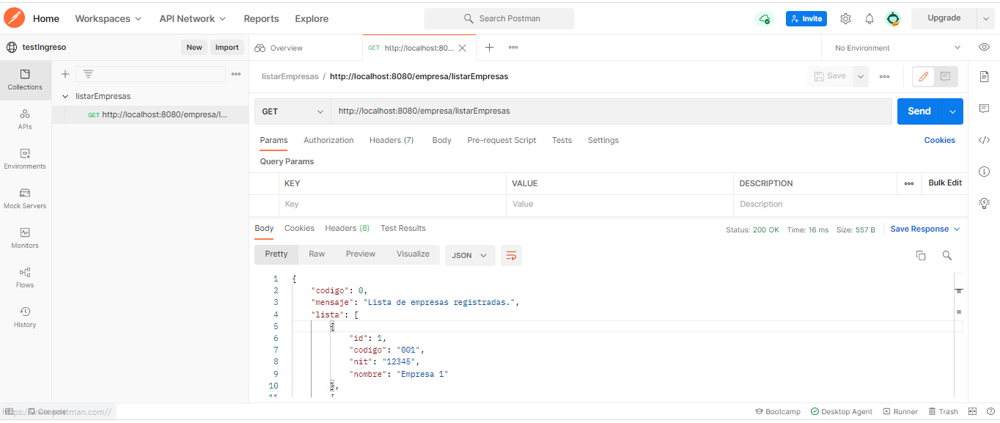 Home Workspaces API Network Reports Explore Search Postman Invite Upgrade
testIngreso New Import Overview GET http://localhost:80... No Environment
Collections
APIs
Environments
Mock Servers
Monitors
Flows
History
listarEmpresas
GET http://localhost:8080/empresa/l...
listarEmpresas / http://localhost:8080/empresa/listarEmpresas Save
GET http://localhost:8080/empresa/listarEmpresas Send
Params Authorization Headers (7) Body Pre-request Script Tests Settings Cookies
Query Params
KEY VALUE DESCRIPTION Bulk Edit
Key Value Description
Body Cookies Headers (8) Test Results Status: 200 OK Time: 16 ms Size: 557 B Save Response
Pretty Raw Preview Visualize JSON
1 {
2 "codigo": 0,
3 "mensaje": "Lista de empresas registradas.",
4 "lista": [
5 {
6 "id": 1,
7 "codigo": "001",
8 "nit": "12345",
9 "nombre": "Empresa 1"
10 },
11 {
https://www.postman.com//
Console
Bootcamp Desktop Agent Runner Trash